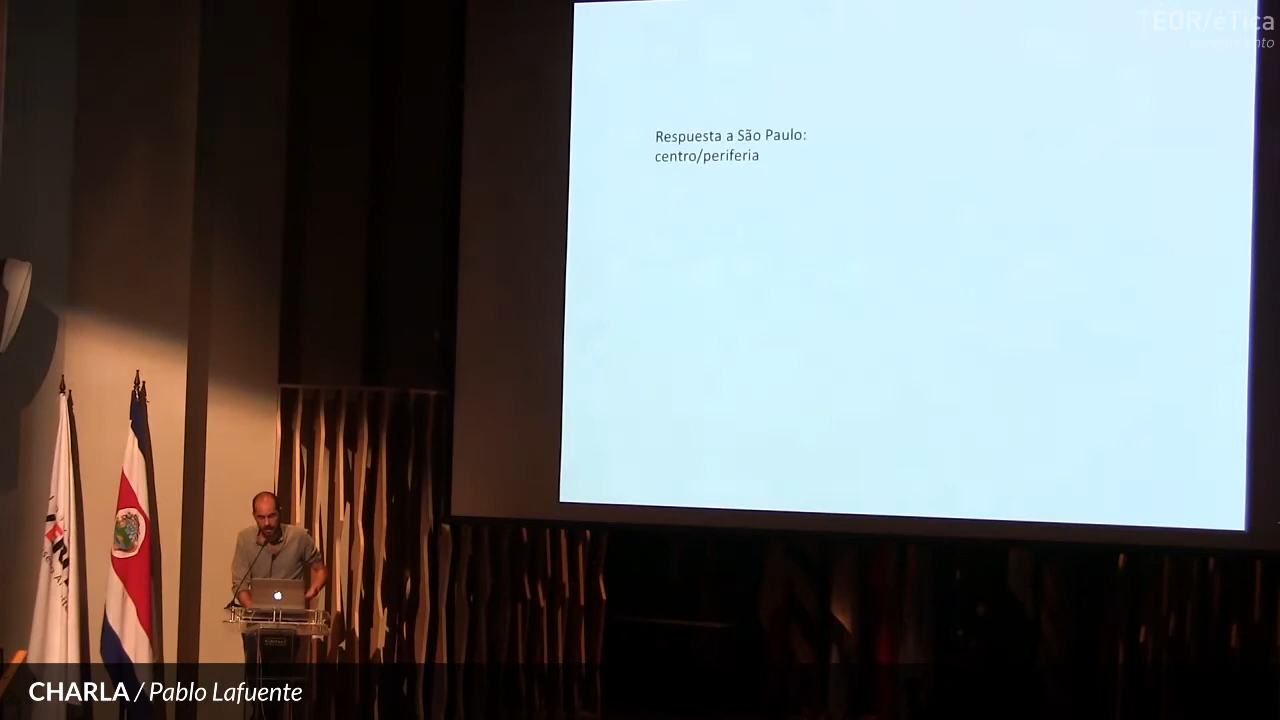 TEOR/éTica
Respuesta a São Paulo:
centro/periferia
CHARLA / Pablo Lafuente